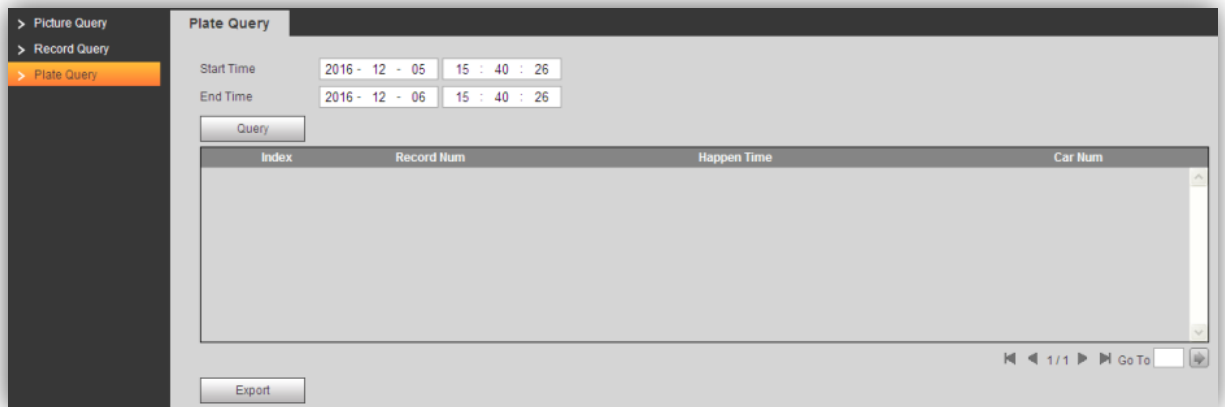 > Picture Query
> Record Query
> Plate Query
Plate Query
Start Time 2016 - 12 - 05 15 : 40 : 26
End Time 2016 - 12 - 06 15 : 40 : 26
Query
Index Record Num Happen Time Car Num
1 / 1 Go To
Export